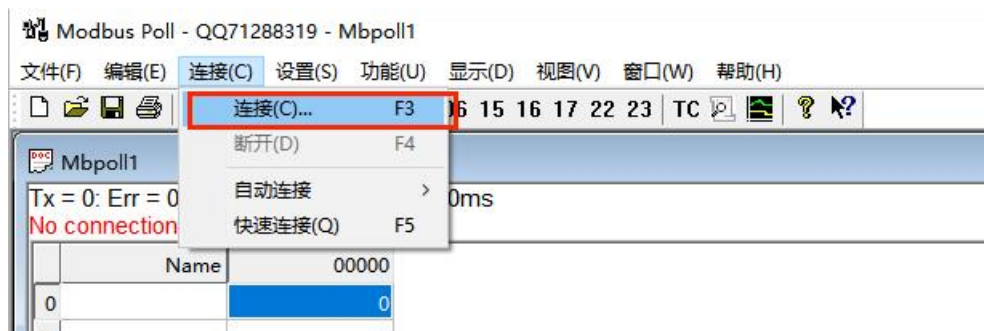 Modbus Poll - QQ71288319 - Mbpoll1
文件(F) 编辑(E) 连接(C) 设置(S) 功能(U) 显示(D) 视图(V) 窗口(W) 帮助(H)
连接(C)... F3 06 15 16 17 22 23 TC
断开(D) F4
Mbpoll1
自动连接
Tx = 0: Err = 0 0ms
快速连接(Q) F5
No connection
Name 00000
0 0